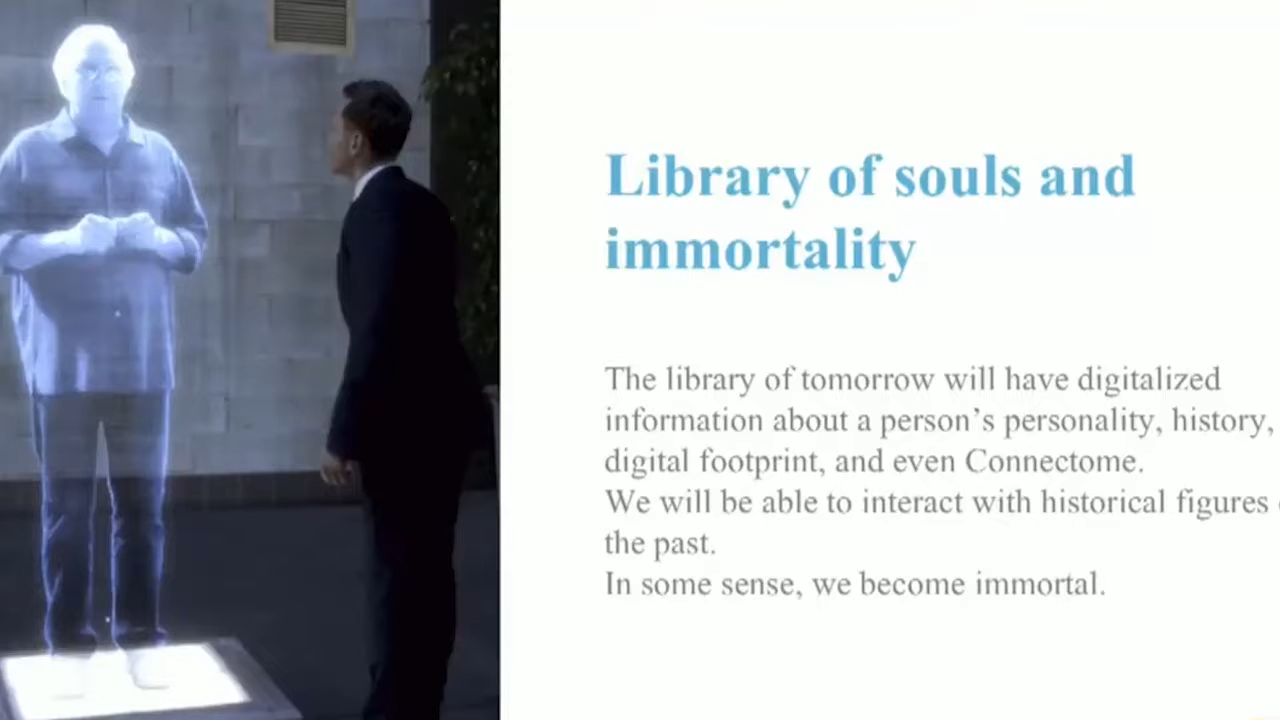 Library of souls and
immortality
The library of tomorrow will have digitalized
information about a person’s personality, history,
digital footprint, and even Connectome.
We will be able to interact with historical figures
the past.
In some sense, we become immortal.